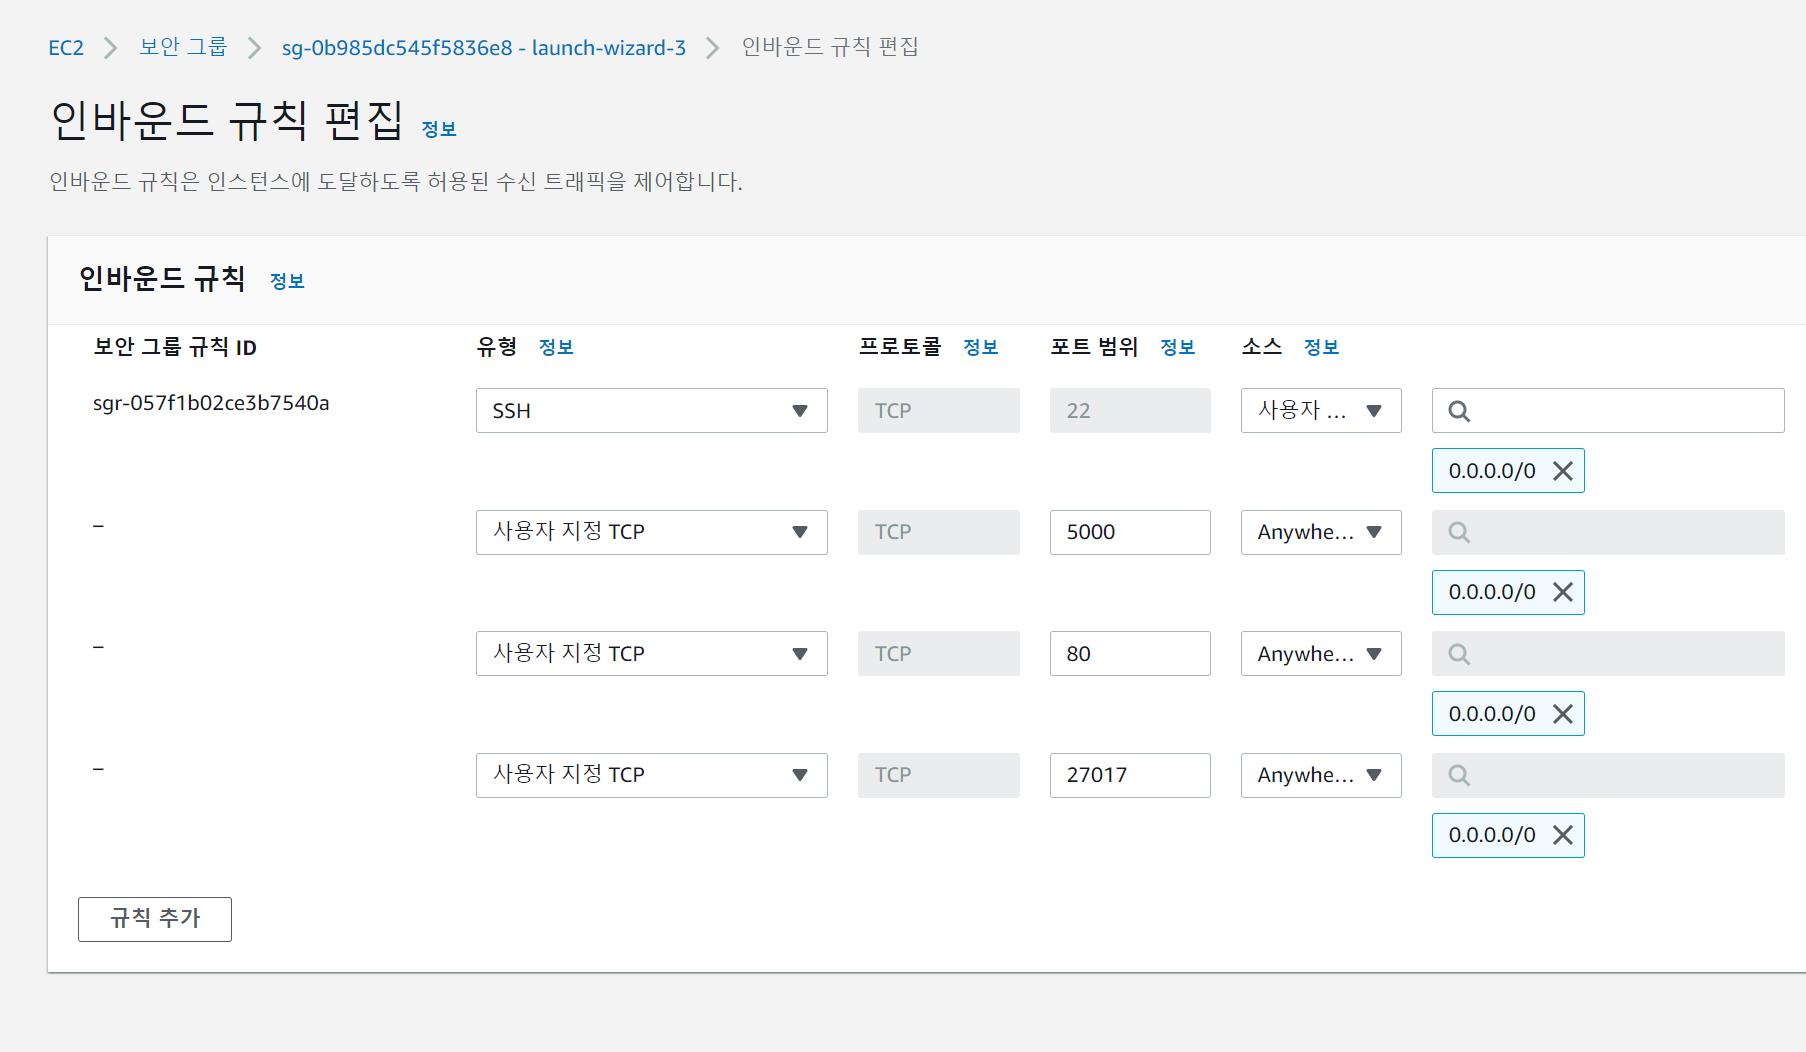 EC2 > 보안 그룹 > sg-0b985dc545f5836e8 - launch-wizard-3 > 인바운드 규칙 편집
인바운드 규칙 편집 정보
인바운드 규칙은 인스턴스에 도달하도록 허용된 수신 트래픽을 제어합니다.
인바운드 규칙 정보
보안 그룹 규칙 ID 유형 정보 프로토콜 정보 포트 범위 정보 소스 정보
sgr-057f1b02ce3b7540a SSH TCP 22 사용자 ...
0.0.0.0/0
– 사용자 지정 TCP TCP 5000 Anywhe...
0.0.0.0/0
– 사용자 지정 TCP TCP 80 Anywhe...
0.0.0.0/0
– 사용자 지정 TCP TCP 27017 Anywhe...
0.0.0.0/0
규칙 추가